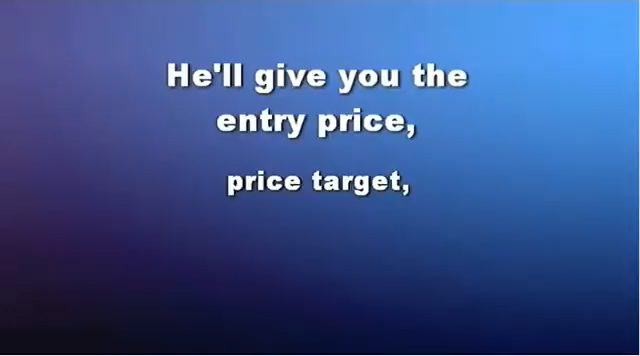 He'll give you the
entry price,
price target,